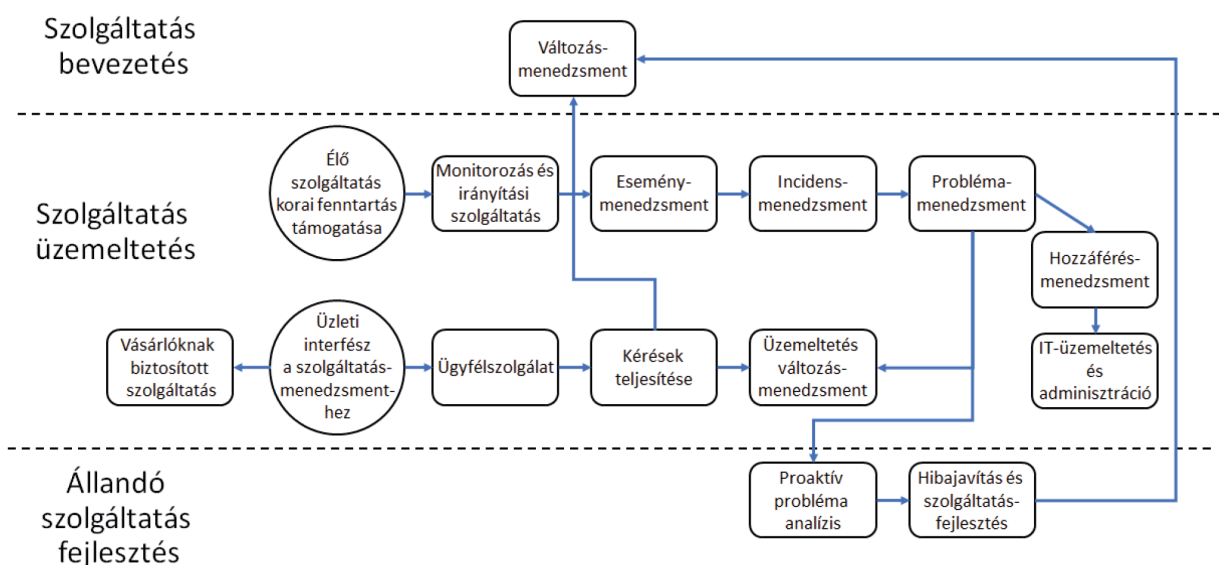 Szolgáltatás
bevezetés
Változás-
menedzsment
Szolgáltatás
üzemeltetés
Élő
szolgáltatás
korai fenntartás
támogatása
Monitorozás és
irányítási
szolgáltatás
Esemény-
menedzsment
Incidens-
menedzsment
Probléma-
menedzsment
Hozzáférés-
menedzsment
Vásárlóknak
biztosított
szolgáltatás
Üzleti
interfész
a szolgáltatás-
menedzsment-
hez
Ügyfélszolgálat
Kérések
teljesítése
Üzemeltetés
változás-
menedzsment
IT-üzemeltetés
és
adminisztráció
Állandó
szolgáltatás
fejlesztés
Proaktív
probléma
analízis
Hibajavítás és
szolgáltatás-
fejlesztés